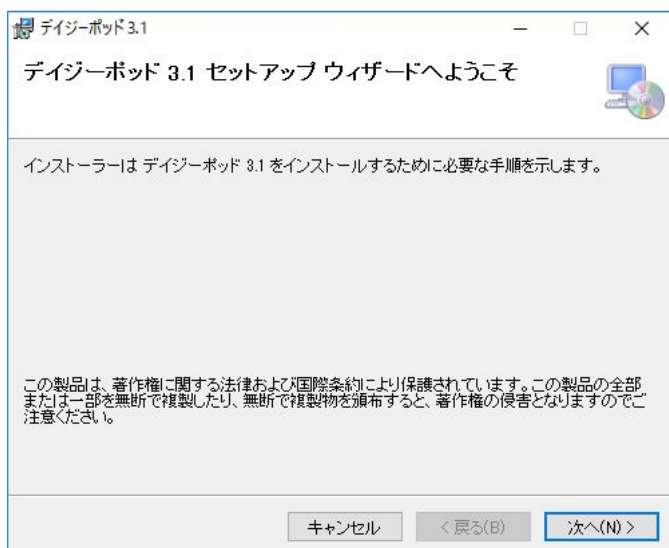 デイジーポッド 3.1
デイジーポッド 3.1 セットアップ ウィザードへようこそ
インストーラーは デイジーポッド 3.1 をインストールするために必要な手順を示します。
この製品は、著作権に関する法律および国際条約により保護されています。この製品の全部
または一部を無断で複製したり、無断で複製物を頒布すると、著作権の侵害となりますのでご
注意ください。
キャンセル
< 戻る(B)
次へ(N) >